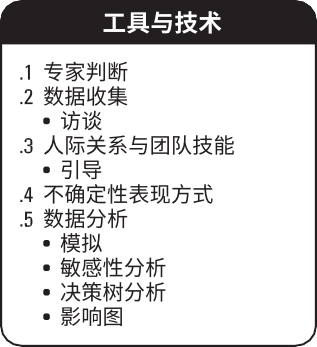 工具与技术
.1 专家判断
.2 数据收集
• 访谈
.3 人际关系与团队技能
• 引导
.4 不确定性表现方式
.5 数据分析
• 模拟
• 敏感性分析
• 决策树分析
• 影响图